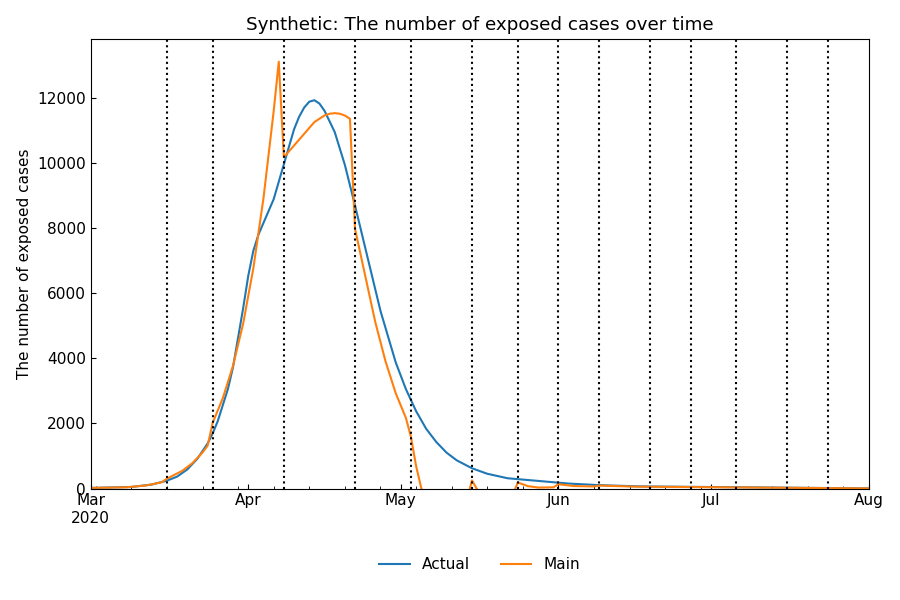 Synthetic: The number of exposed cases over time
The number of exposed cases
12000
10000
8000
6000
4000
2000
0
Mar Apr May Jun Jul Aug
2020
Actual Main